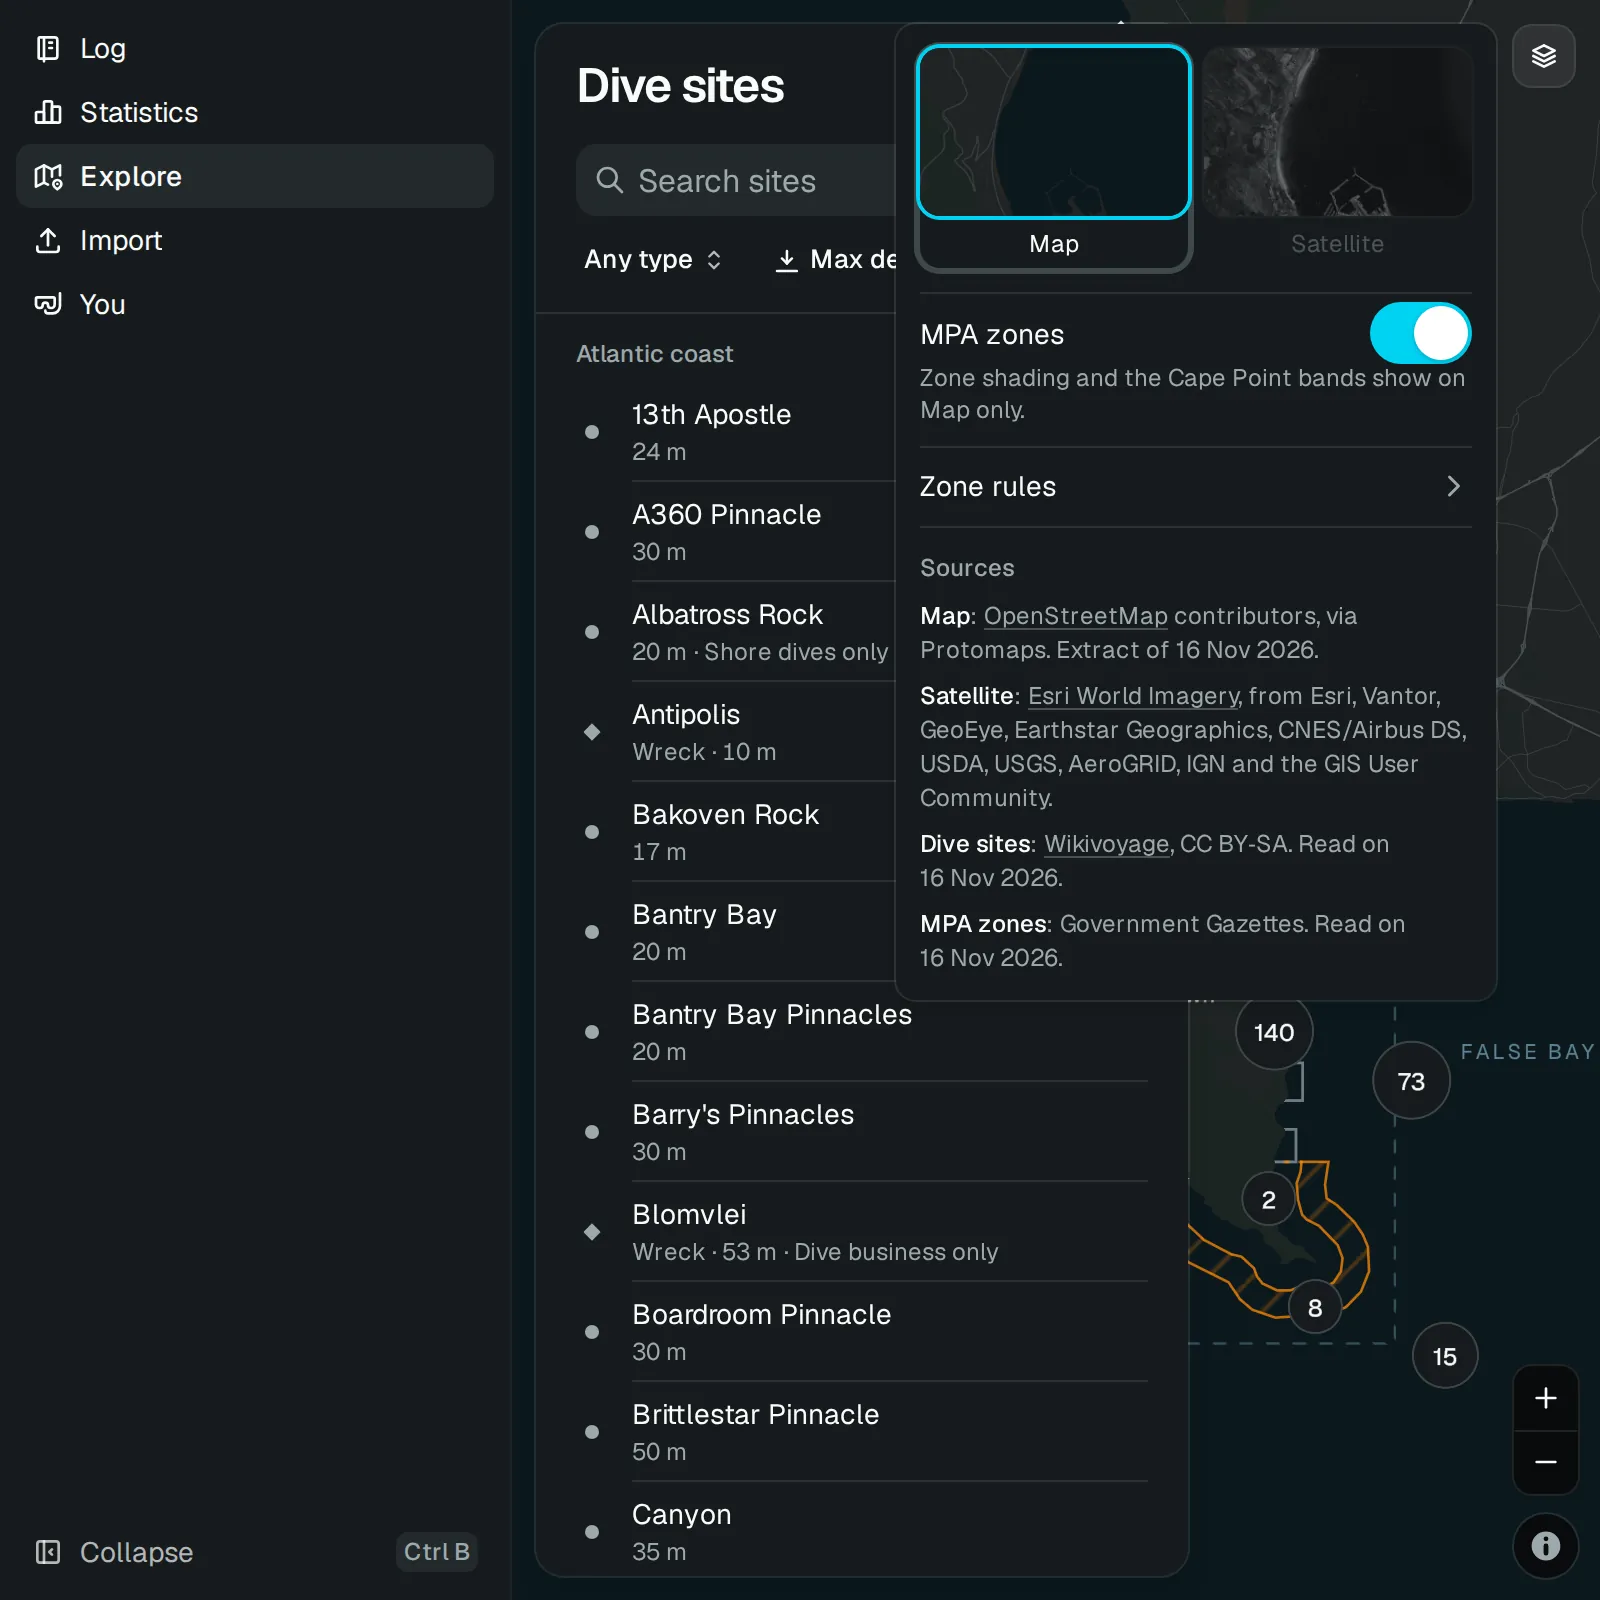 Log
Statistics
Explore
Import
You
Collapse
Ctrl B
Dive sites
Search sites
Any type
Max de
Atlantic coast
13th Apostle
24 m
A360 Pinnacle
30 m
Albatross Rock
20 m · Shore dives only
Antipolis
Wreck · 10 m
Bakoven Rock
17 m
Bantry Bay
20 m
Bantry Bay Pinnacles
20 m
Barry's Pinnacles
30 m
Blomvlei
Wreck · 53 m · Dive business only
Boardroom Pinnacle
30 m
Brittlestar Pinnacle
50 m
Canyon
35 m
Map
Satellite
MPA zones
Zone shading and the Cape Point bands show on
Map only.
Zone rules
Sources
Map: OpenStreetMap contributors, via
Protomaps. Extract of 16 Nov 2026.
Satellite: Esri World Imagery, from Esri, Vantor,
GeoEye, Earthstar Geographics, CNES/Airbus DS,
USDA, USGS, AeroGRID, IGN and the GIS User
Community.
Dive sites: Wikivoyage, CC BY-SA. Read on
16 Nov 2026.
MPA zones: Government Gazettes. Read on
16 Nov 2026.
140
FALSE BAY
73
2
8
15